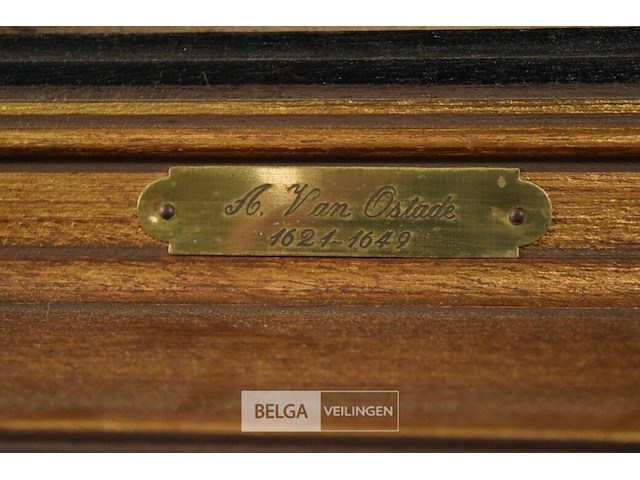 A. Van Ostade
1621-1649
BELGA VEILINGEN